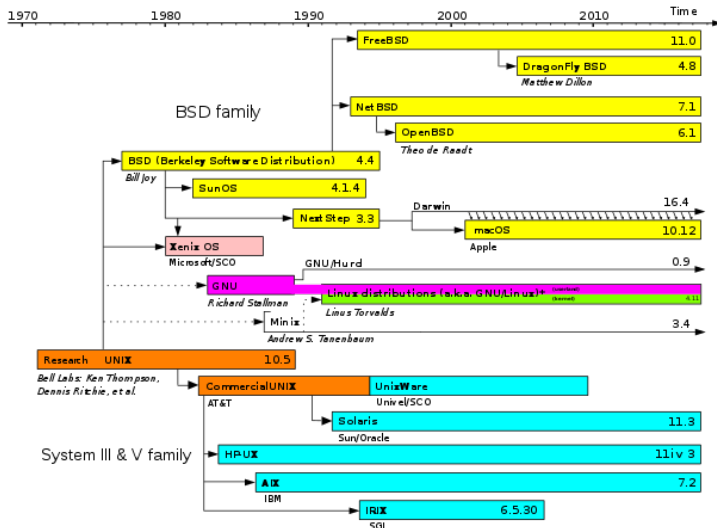 1970 1980 1990 2000 2010 Time
FreeBSD 11.0
DragonFly BSD 4.8
Matthew Dillon
BSD family
NetBSD 7.1
OpenBSD 6.1
Theo de Raadt
BSD (Berkeley Software Distribution) 4.4
Bill Joy
SunOS 4.1.4
Darwin 16.4
NextStep 3.3
macOS 10.12
Apple
Xenix OS
Microsoft/SCO
GNU/Hurd 0.9
GNU
Richard Stallman
Linux distributions (a.k.a. GNU/Linux)* (userland)
(kernel) 4.11
Linus Torvalds
Minix 3.4
Andrew S. Tanenbaum
Research UNIX 10.5
Bell Labs: Ken Thompson,
Dennis Ritchie, et al.
CommercialUNIX UnixWare
AT&T Univel/SCO
Solaris 11.3
Sun/Oracle
System III & V family
HP-UX 11iv 3
AIX 7.2
IBM
IRIX 6.5.30
SGI